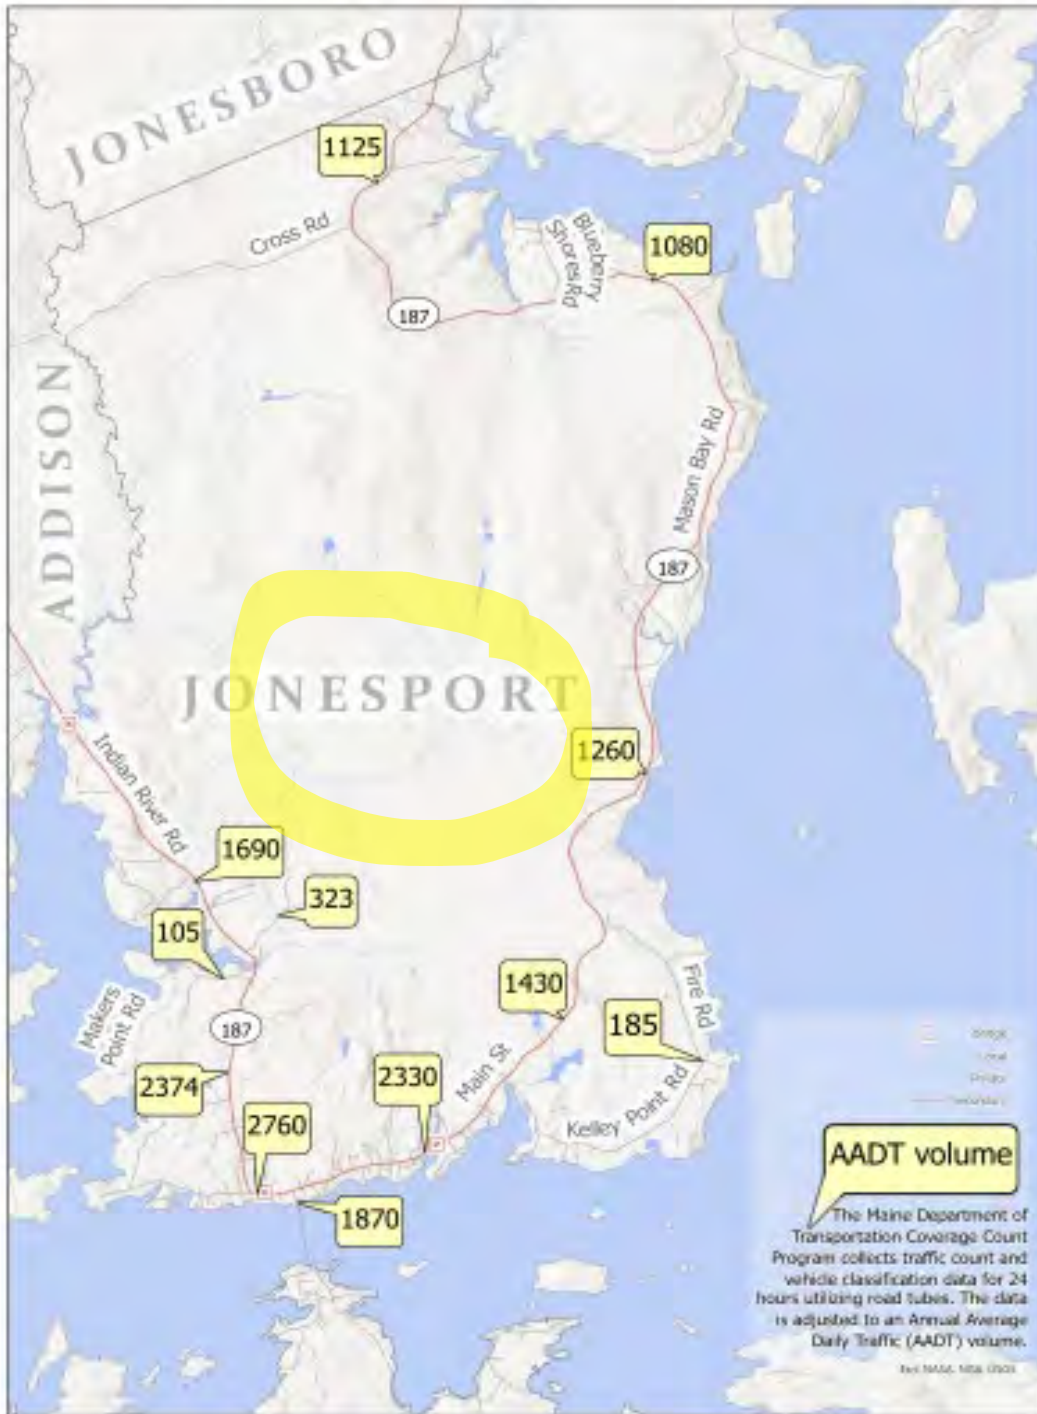 JONESBORO
1125
Cross Rd
Blueberry
Shores Rd
1080
187
ADDISON
Mason Bay Rd
187
JONESPORT
1260
Indian River Rd
1690
323
105
1430
Fire Rd
185
Makers
Point Rd
187
2374
2330
Main St
2760
Kelley Point Rd
1870
AADT volume
The Maine Department of
Transportation Coverage Count
Program collects traffic count and
vehicle classification data for 24
hours utilizing road tubes. The data
is adjusted to an Annual Average
Daily Traffic (AADT) volume.